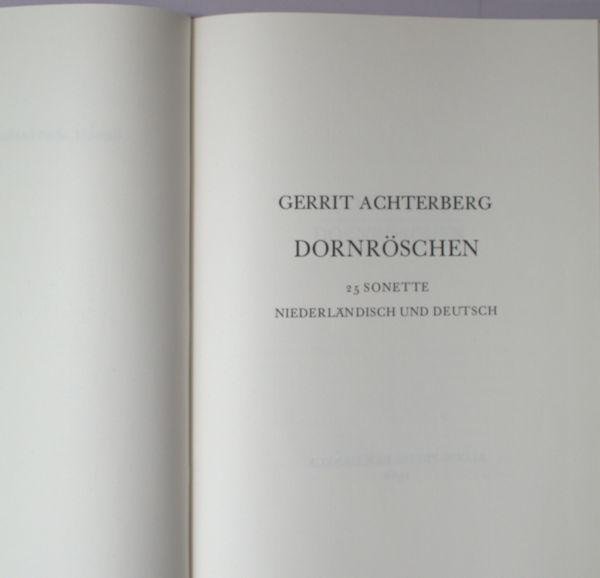 GERRIT ACHTERBERG
DORNRÖSCHEN
25 SONETTE
NIEDERLÄNDISCH UND DEUTSCH